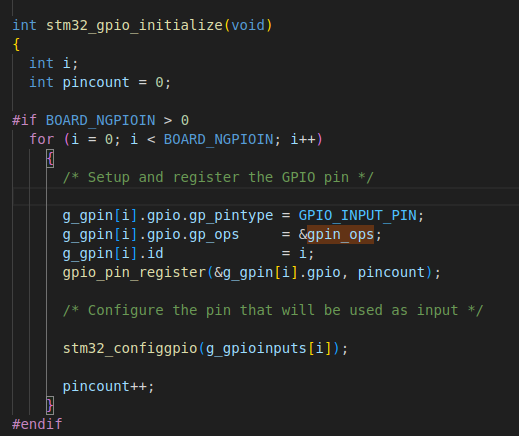 int stm32_gpio_initialize(void)
{
  int i;
  int pincount = 0;

#if BOARD_NGPIOIN > 0
  for (i = 0; i < BOARD_NGPIOIN; i++)
    {
      /* Setup and register the GPIO pin */

      g_gpin[i].gpio.gp_pintype = GPIO_INPUT_PIN;
      g_gpin[i].gpio.gp_ops     = &gpin_ops;
      g_gpin[i].id              = i;
      gpio_pin_register(&g_gpin[i].gpio, pincount);

      /* Configure the pin that will be used as input */

      stm32_configgpio(g_gpioinputs[i]);

      pincount++;
    }
#endif